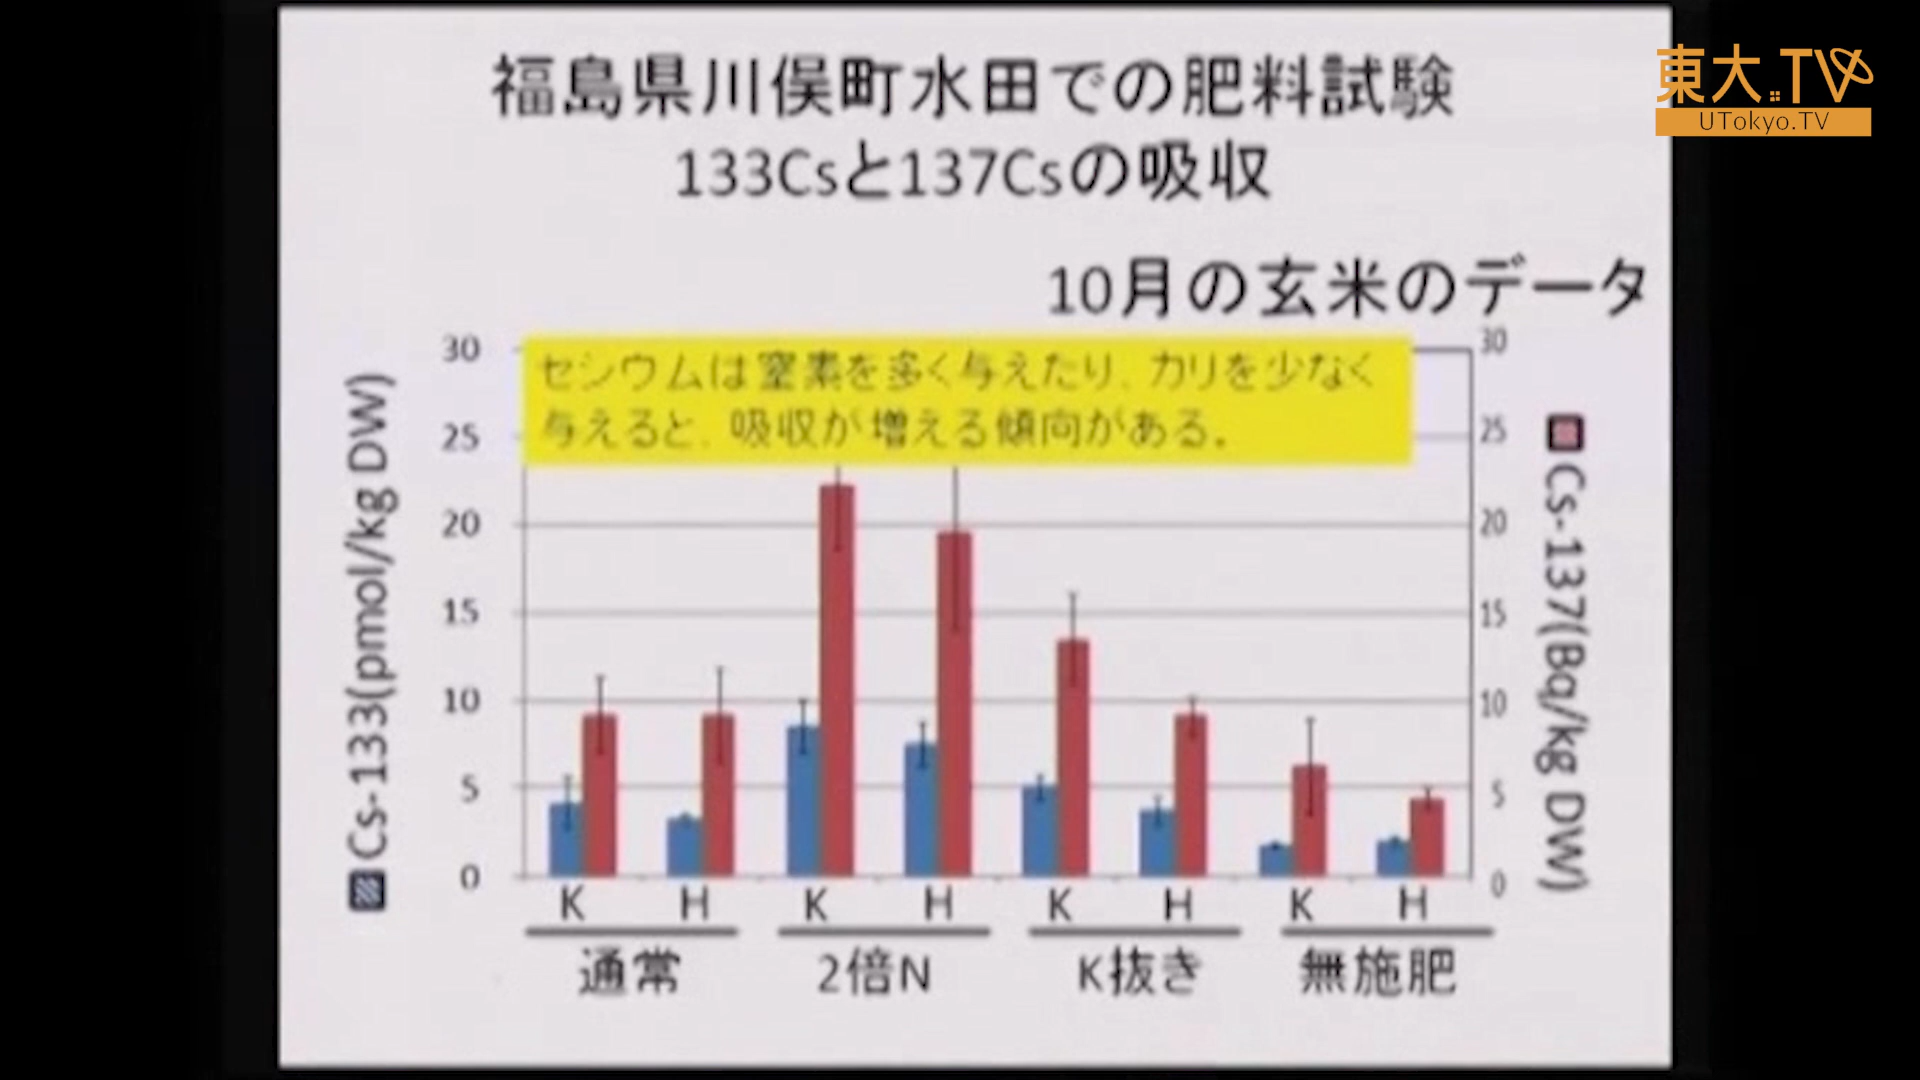 福島県川俣町水田での肥料試験
133Csと137Csの吸収
東大.TV
UTokyo.TV
10月の玄米のデータ
セシウムは窒素を多く与えたり、カリを少なく
与えると、吸収が増える傾向がある。
Cs-133(pmol/kg DW)
30
25
20
15
10
5
0
30
25
20
15
10
5
0
Cs-137(Bq/kg DW)
K H K H K H K H
通常 2倍N K抜き 無施肥